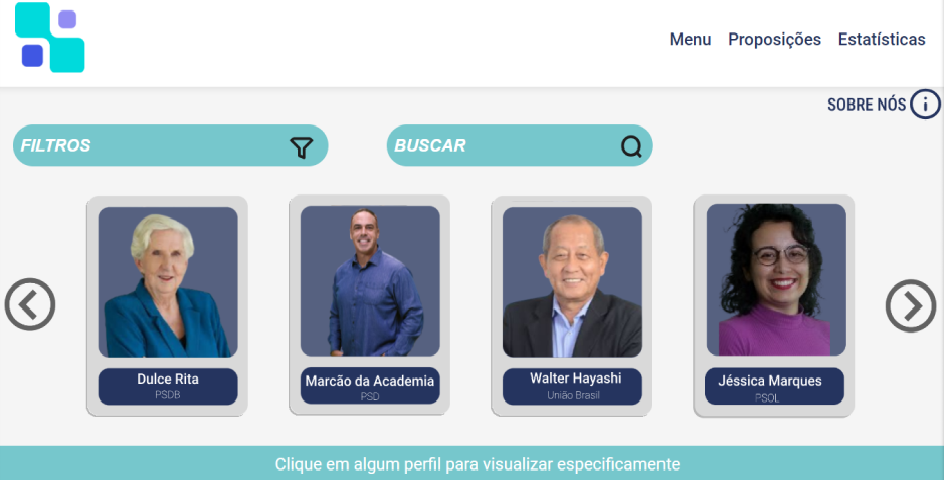 Menu Proposições Estatísticas
SOBRE NÓS
FILTROS
BUSCAR
Dulce Rita
PSDB
Marcão da Academia
PSD
Walter Hayashi
União Brasil
Jéssica Marques
PSOL
Clique em algum perfil para visualizar especificamente